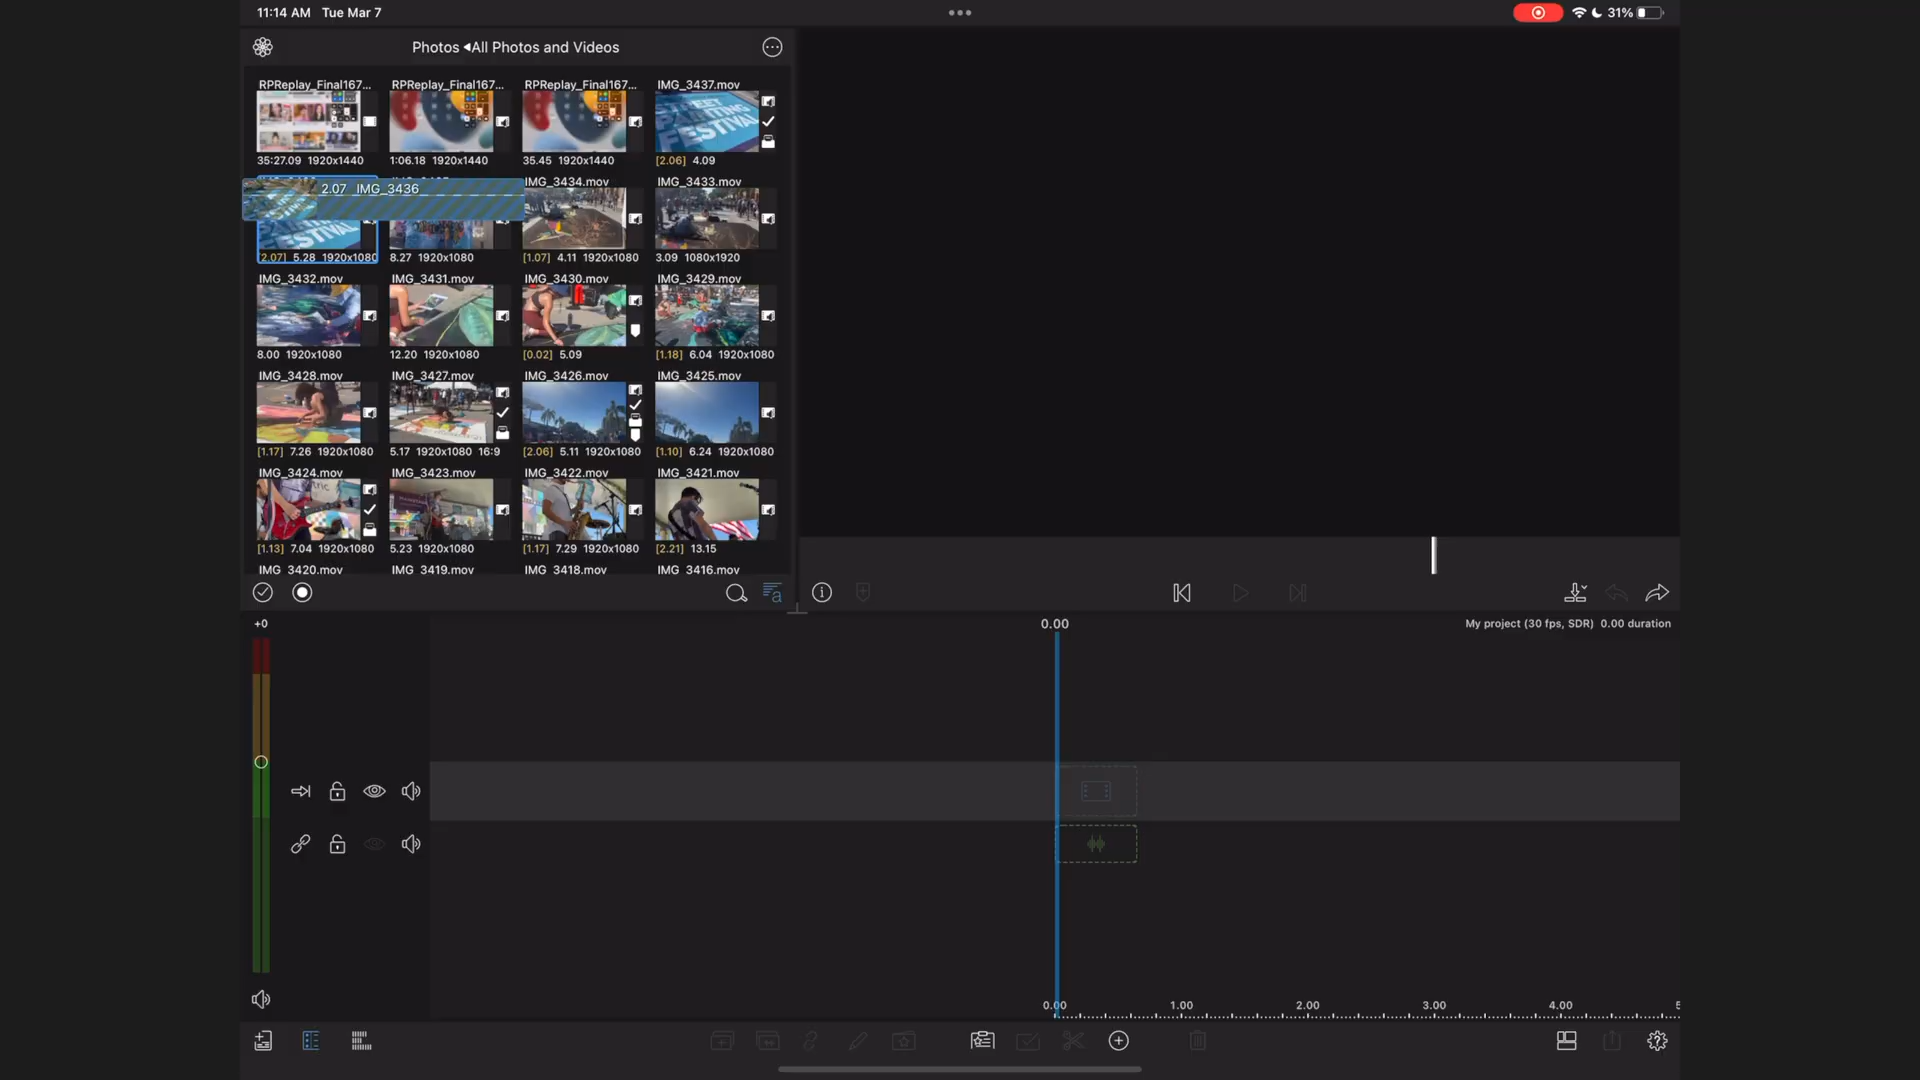 11:14 AM Tue Mar 7
31%
Photos ◂All Photos and Videos
RPReplay_Final167... RPReplay_Final167... RPReplay_Final167... IMG_3437.mov
STREET PAINTING FESTIVAL
35:27.09 1920x1440 1:06.18 1920x1440 35.45 1920x1440 [2.06] 4.09
2.07 IMG_3436 IMG_3434.mov IMG_3433.mov
FESTIVAL
[2.07] 5.28 1920x1080 8.27 1920x1080 [1.07] 4.11 1920x1080 3.09 1080x1920
IMG_3432.mov IMG_3431.mov IMG_3430.mov IMG_3429.mov
8.00 1920x1080 12.20 1920x1080 [0.02] 5.09 [1.18] 6.04 1920x1080
IMG_3428.mov IMG_3427.mov IMG_3426.mov IMG_3425.mov
[1.17] 7.26 1920x1080 5.17 1920x1080 16:9 [2.06] 5.11 1920x1080 [1.10] 6.24 1920x1080
IMG_3424.mov IMG_3423.mov IMG_3422.mov IMG_3421.mov
[1.13] 7.04 1920x1080 5.23 1920x1080 [1.17] 7.29 1920x1080 [2.21] 13.15
IMG_3420.mov IMG_3419.mov IMG_3418.mov IMG_3416.mov
+0 0.00 My project (30 fps, SDR) 0.00 duration
0.00 1.00 2.00 3.00 4.00 5